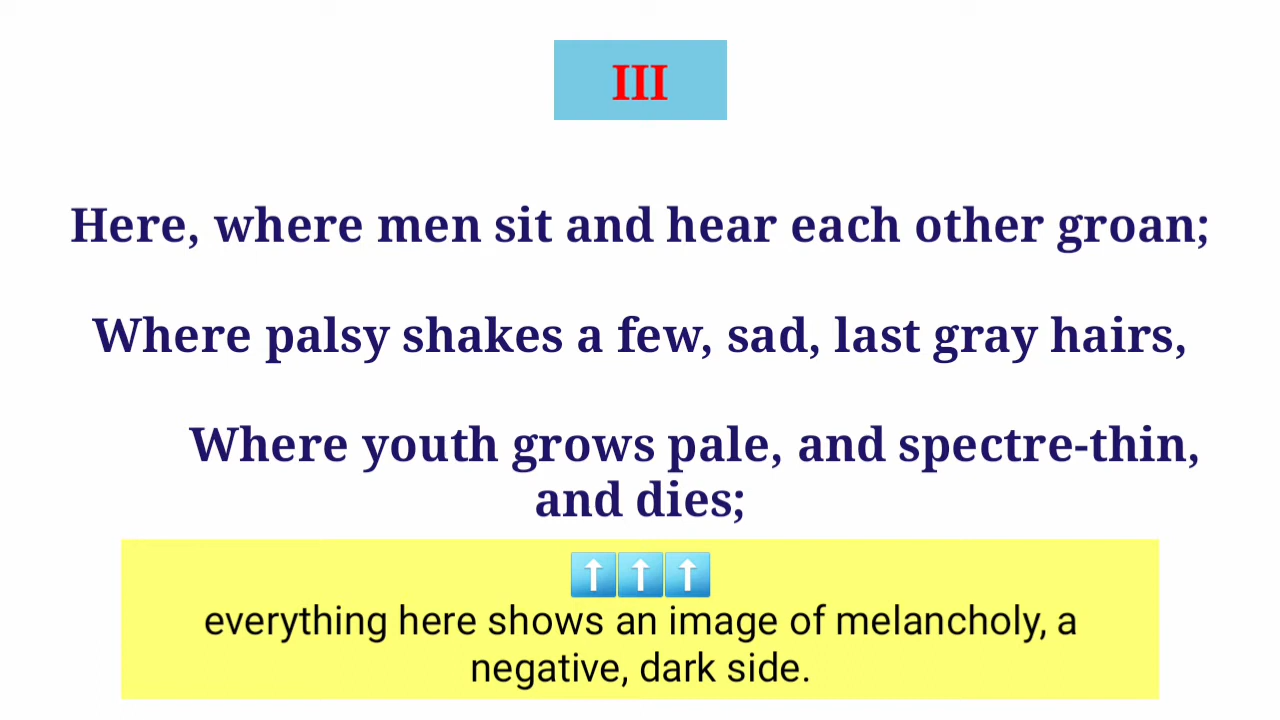 III
Here, where men sit and hear each other groan;
Where palsy shakes a few, sad, last gray hairs,
Where youth grows pale, and spectre-thin,
and dies;
⬆️⬆️⬆️
everything here shows an image of melancholy, a
negative, dark side.